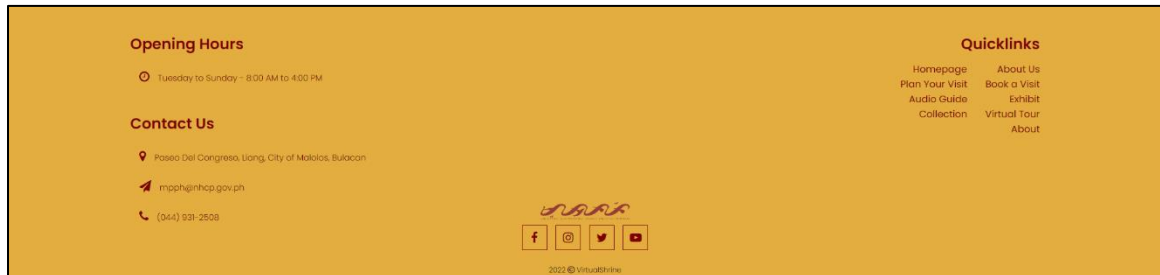 Opening Hours
Tuesday to Sunday - 8:00 AM to 4:00 PM
Contact Us
Paseo Del Congreso, Liang, City of Malolos, Bulacan
mpph@nhcp.gov.ph
(044) 931-2508
Quicklinks
Homepage
Plan Your Visit
Audio Guide
Collection
About Us
Book a Visit
Exhibit
Virtual Tour
About
2022 © VirtualShrine